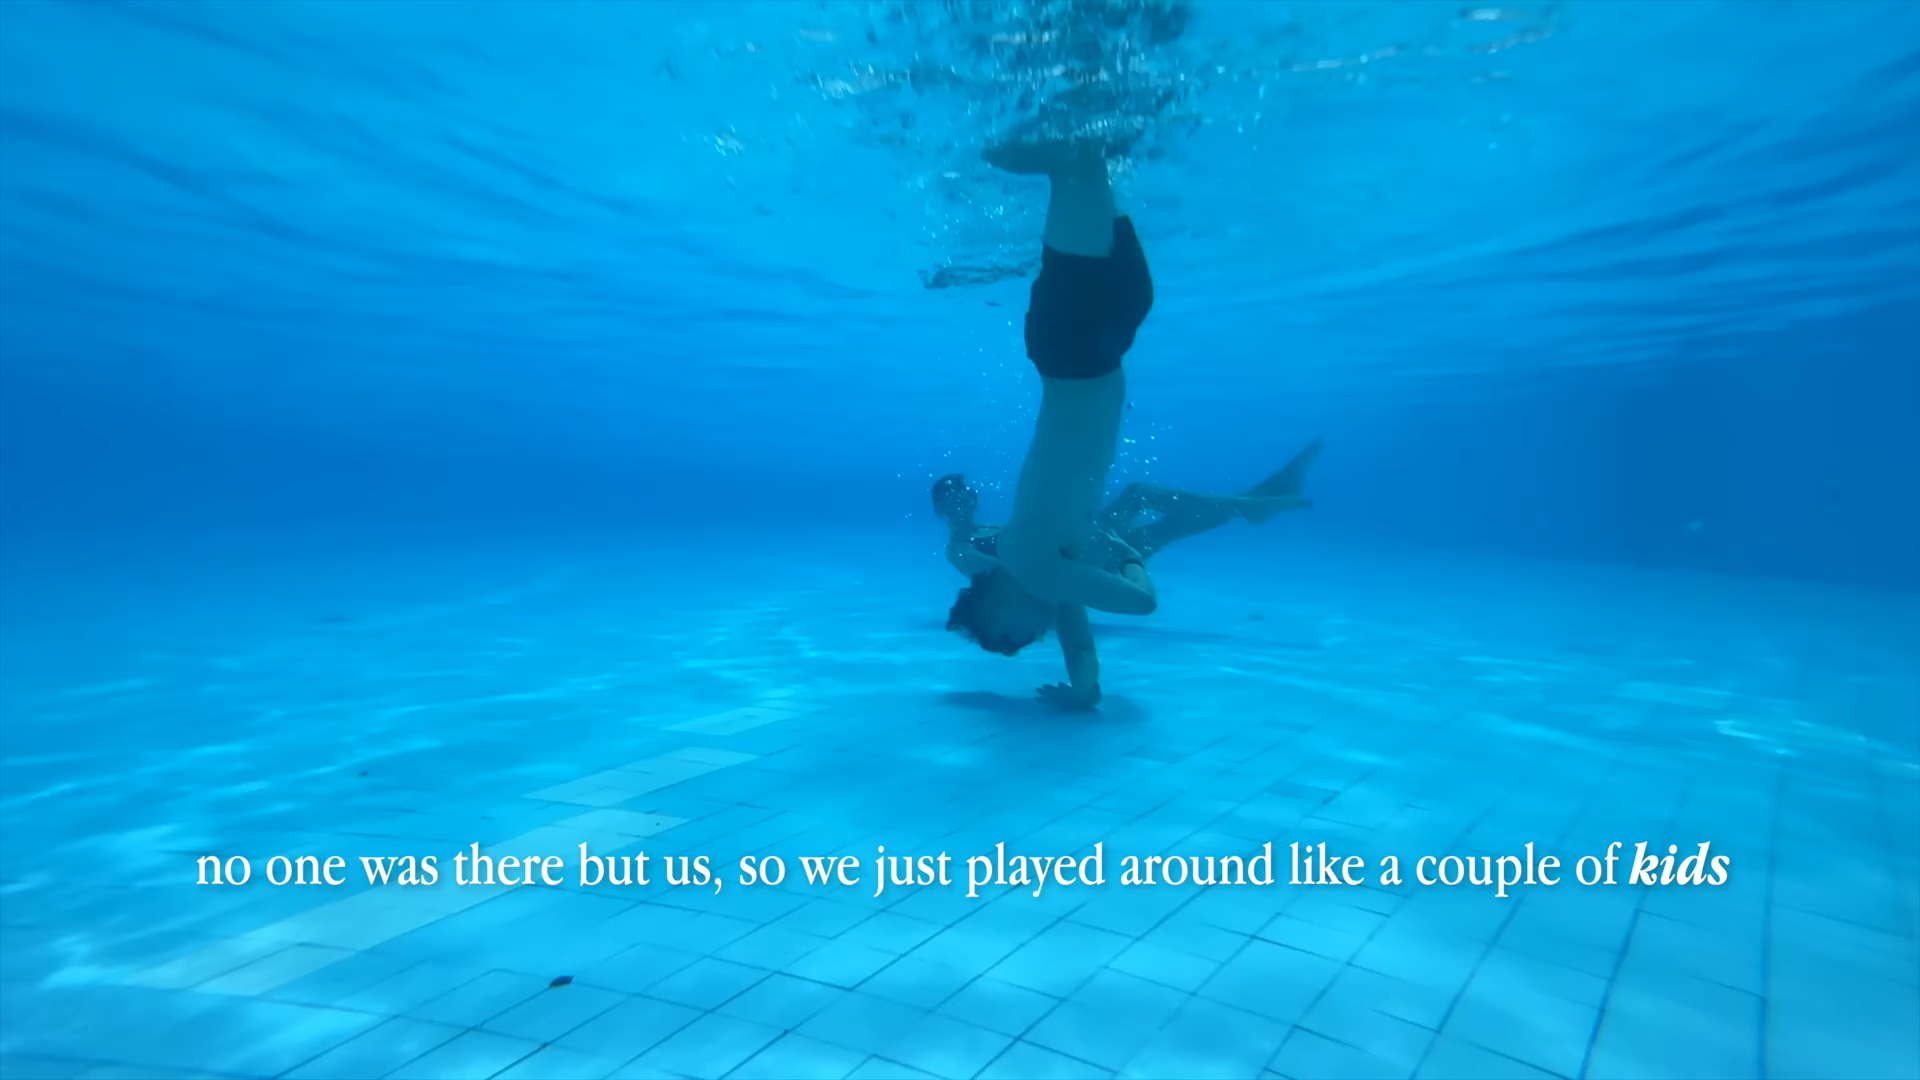 no one was there but us, so we just played around like a couple of kids